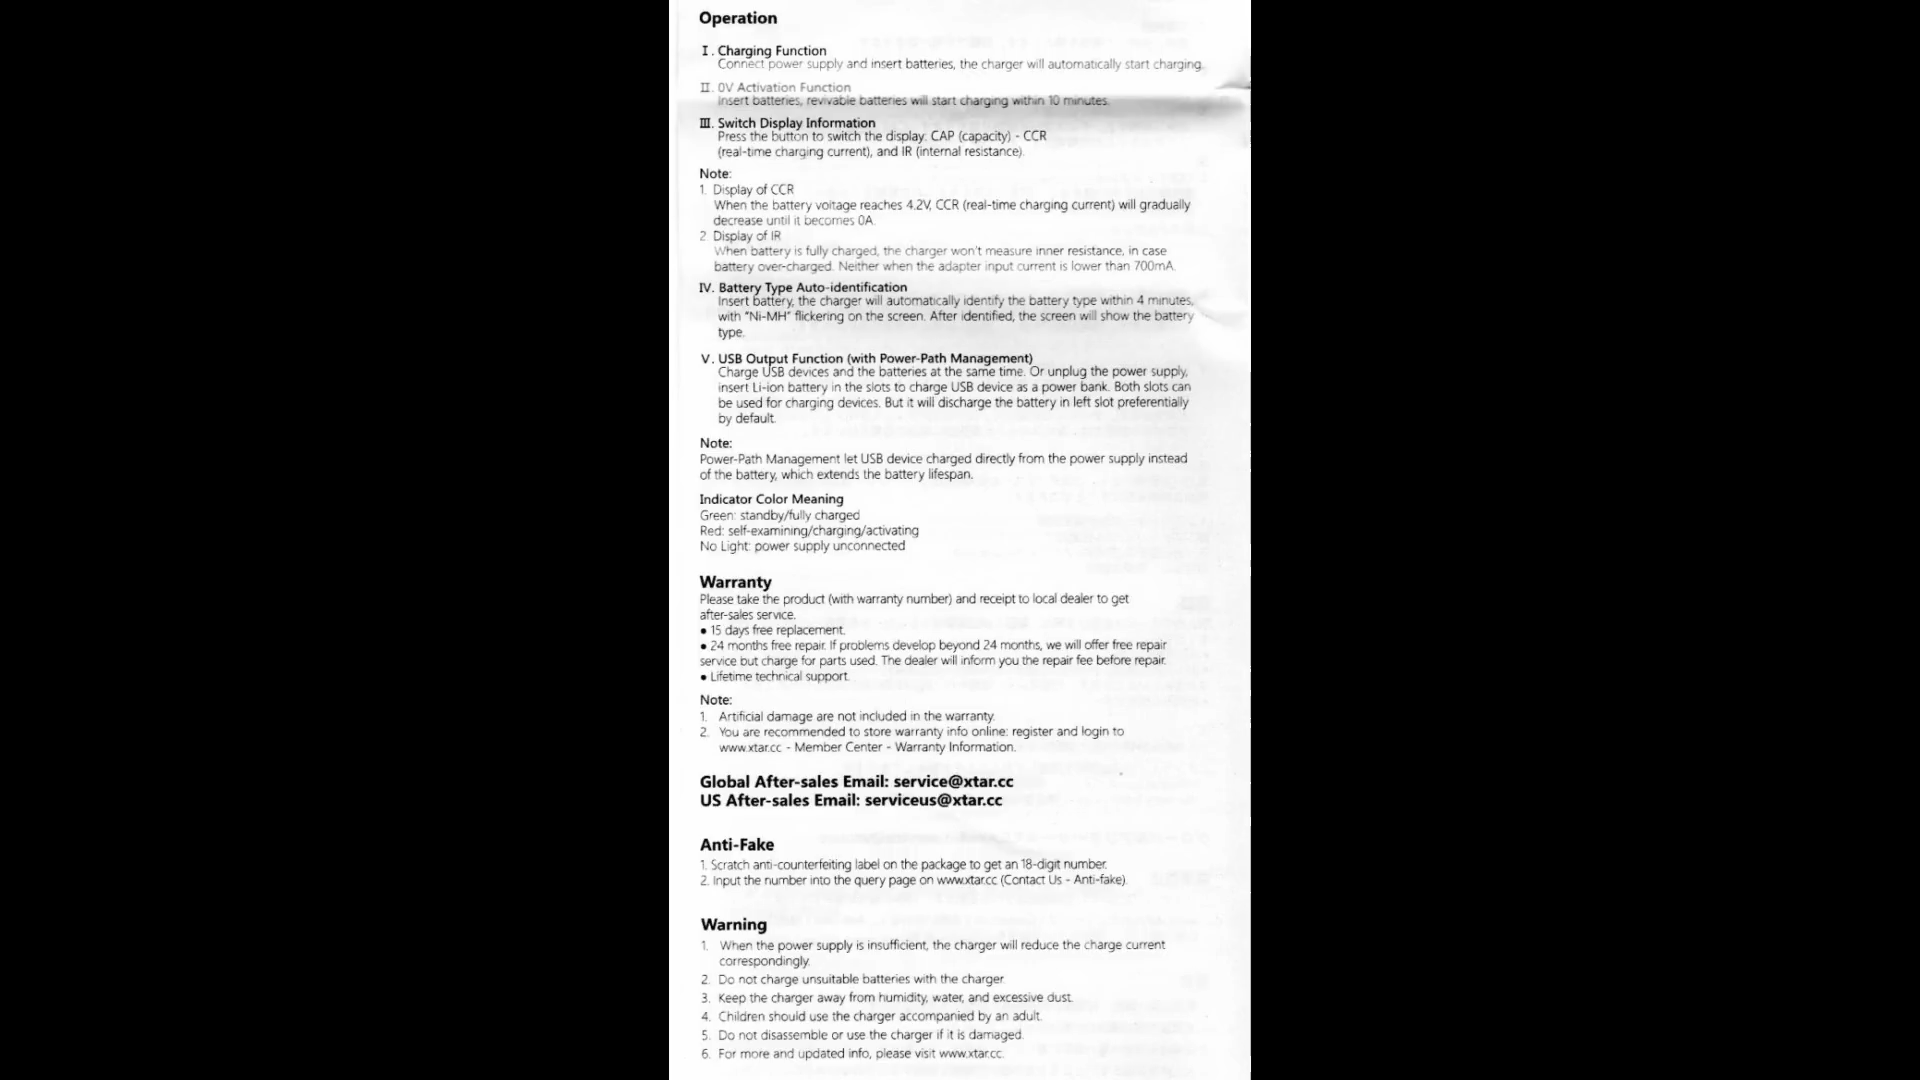 Operation
I. Charging Function
Connect power supply and insert batteries, the charger will automatically start charging.
II. 0V Activation Function
Insert batteries, revivable batteries will start charging within 10 minutes.
III. Switch Display Information
Press the button to switch the display: CAP (capacity) - CCR
(real-time charging current), and IR (internal resistance).
Note:
1. Display of CCR
When the battery voltage reaches 4.2V, CCR (real-time charging current) will gradually
decrease until it becomes 0A.
2. Display of IR
When battery is fully charged, the charger won't measure inner resistance, in case
battery over-charged. Neither when the adapter input current is lower than 700mA.
IV. Battery Type Auto-identification
Insert battery, the charger will automatically identify the battery type within 4 minutes,
with "Ni-MH" flickering on the screen. After identified, the screen will show the battery
type.
V. USB Output Function (with Power-Path Management)
Charge USB devices and the batteries at the same time. Or unplug the power supply,
insert Li-ion battery in the slots to charge USB device as a power bank. Both slots can
be used for charging devices. But it will discharge the battery in left slot preferentially
by default.
Note:
Power-Path Management let USB device charged directly from the power supply instead
of the battery, which extends the battery lifespan.
Indicator Color Meaning
Green: standby/fully charged
Red: self-examining/charging/activating
No Light: power supply unconnected
Warranty
Please take the product (with warranty number) and receipt to local dealer to get
after-sales service.
• 15 days free replacement.
• 24 months free repair. If problems develop beyond 24 months, we will offer free repair
service but charge for parts used. The dealer will inform you the repair fee before repair.
• Lifetime technical support.
Note:
1. Artificial damage are not included in the warranty.
2. You are recommended to store warranty info online: register and login to
www.xtar.cc - Member Center - Warranty Information.
Global After-sales Email: service@xtar.cc
US After-sales Email: serviceus@xtar.cc
Anti-Fake
1. Scratch anti-counterfeiting label on the package to get an 18-digit number.
2. Input the number into the query page on www.xtar.cc (Contact Us - Anti-fake).
Warning
1. When the power supply is insufficient, the charger will reduce the charge current
correspondingly.
2. Do not charge unsuitable batteries with the charger.
3. Keep the charger away from humidity, water, and excessive dust.
4. Children should use the charger accompanied by an adult.
5. Do not disassemble or use the charger if it is damaged.
6. For more and updated info, please visit www.xtar.cc.